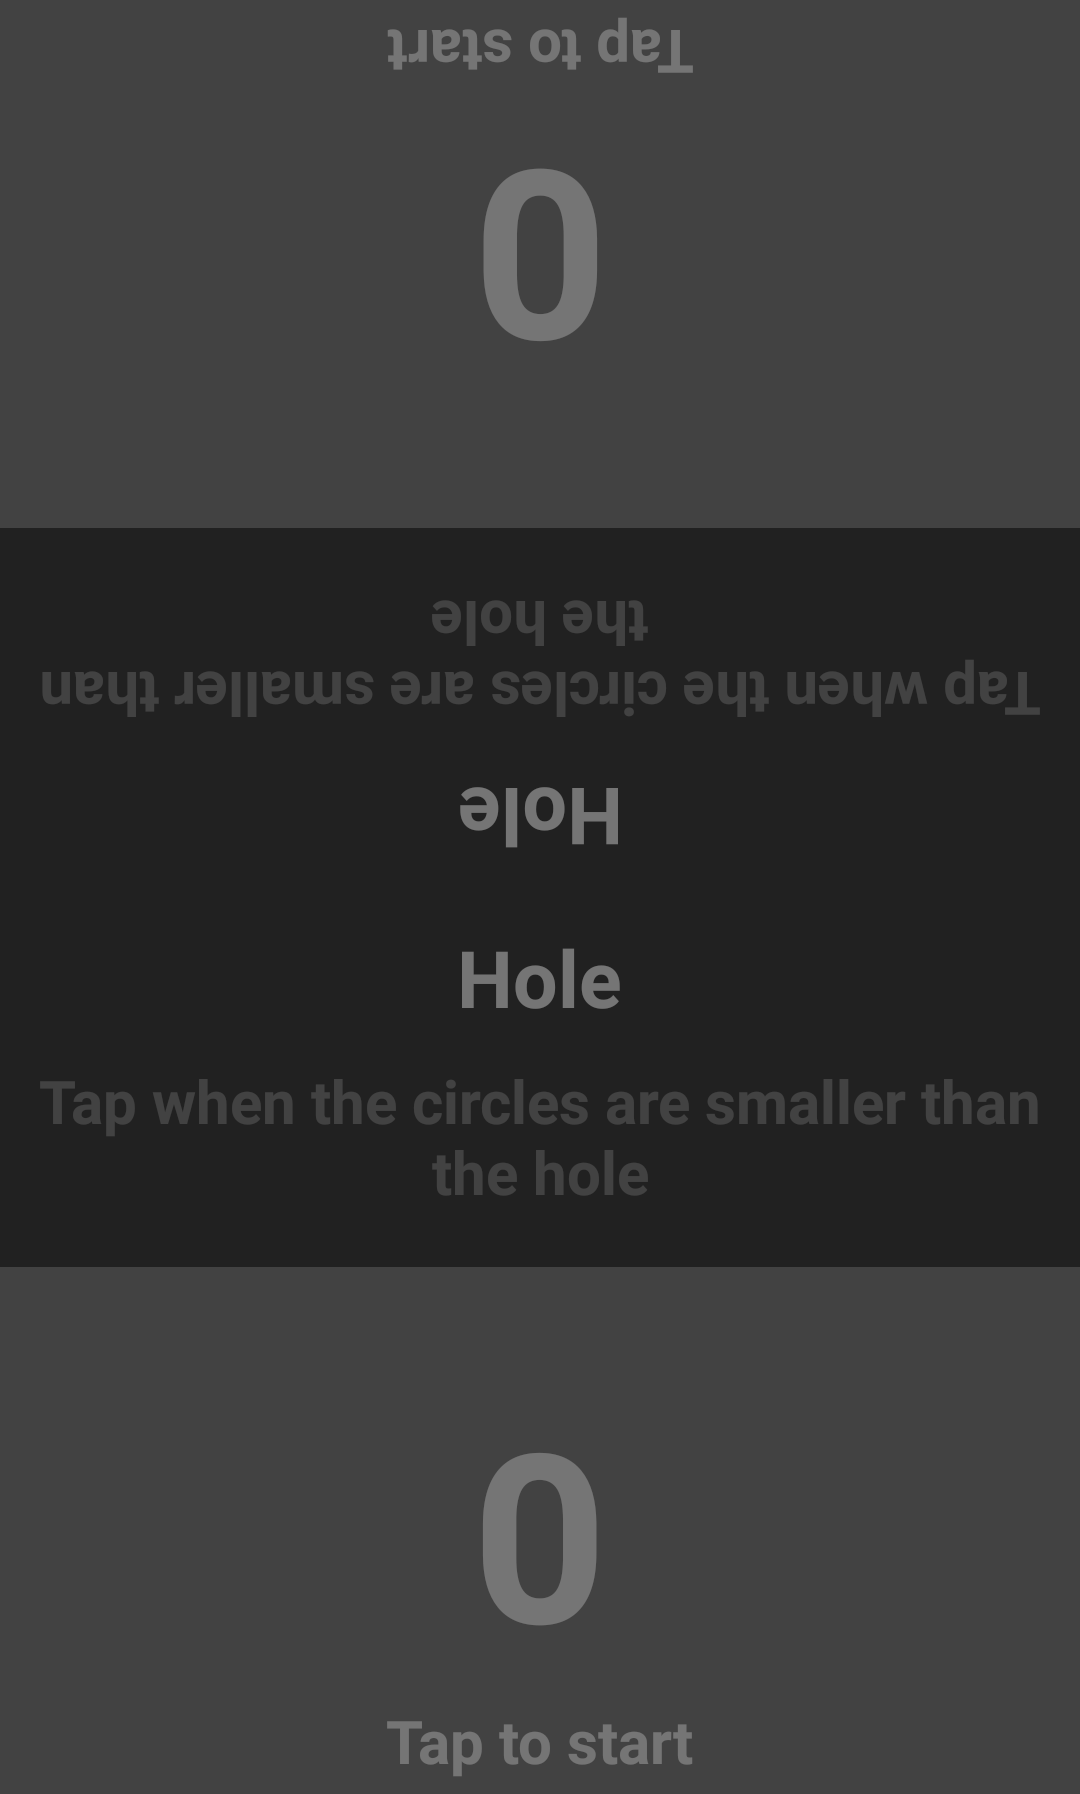 Tap to start
0
Tap when the circles are smaller than
the hole
Hole
Hole
Tap when the circles are smaller than
the hole
0
Tap to start